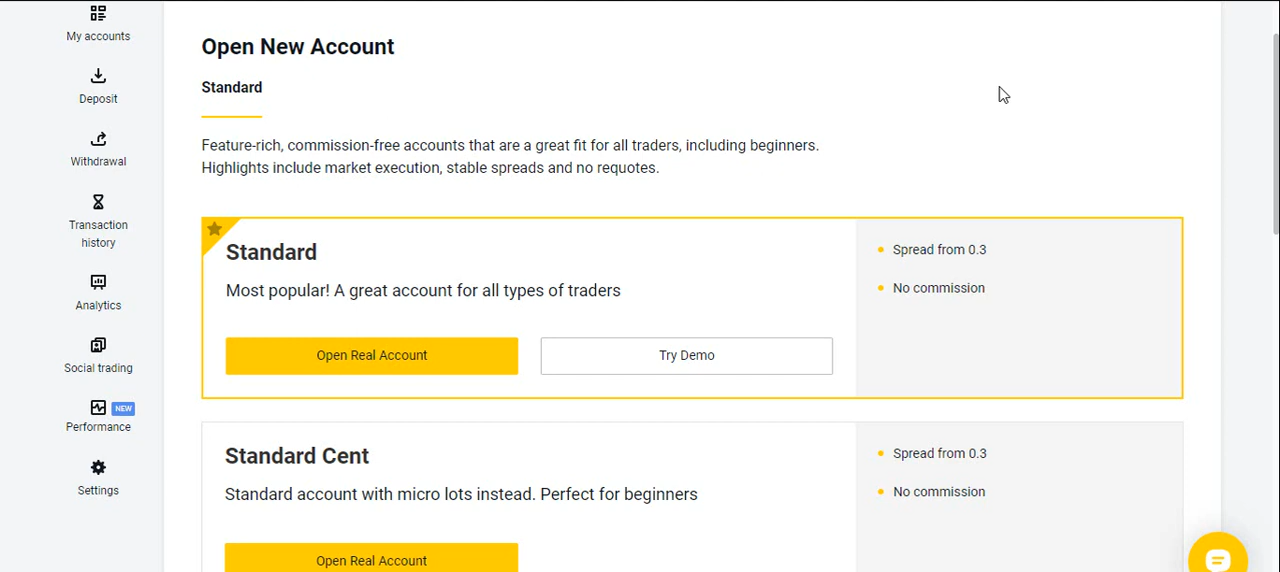 My accounts
Deposit
Withdrawal
Transaction
history
Analytics
Social trading
NEW
Performance
Settings
Open New Account
Standard
Feature-rich, commission-free accounts that are a great fit for all traders, including beginners.
Highlights include market execution, stable spreads and no requotes.
Standard
Most popular! A great account for all types of traders
Open Real Account
Try Demo
Spread from 0.3
No commission
Standard Cent
Standard account with micro lots instead. Perfect for beginners
Open Real Account
Spread from 0.3
No commission